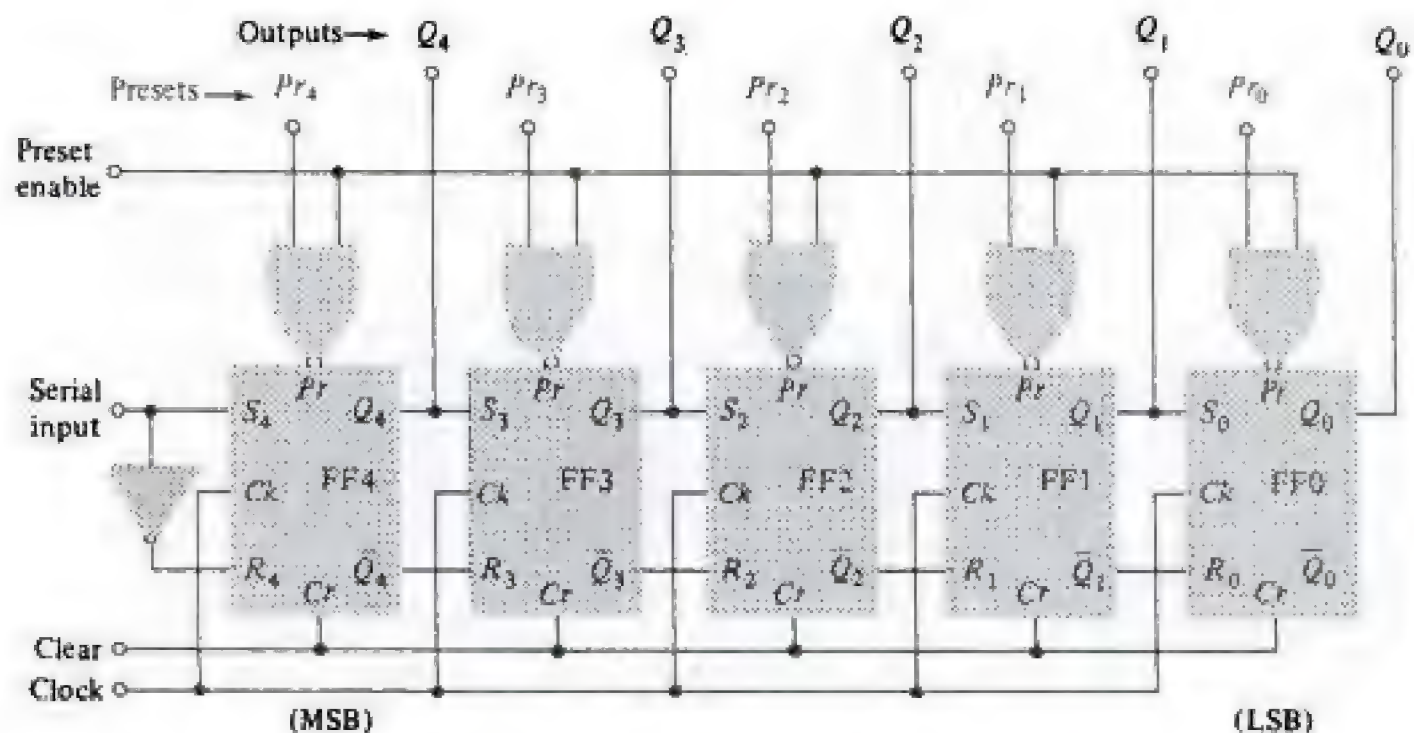 Outputs→ Q₄ Q₃ Q₂ Q₁ Q₀
Presets→ Pr₄ Pr₃ Pr₂ Pr₁ Pr₀
Preset
enable
Pr Pr Pr Pr Pr
Serial
input
S₄ Q₄ S₃ Q₃ S₂ Q₂ S₁ Q₁ S₀ Q₀
Ck FF4 Ck FF3 Ck FF2 Ck FF1 Ck FF0
R₄ Q̄₄ R₃ Q̄₃ R₂ Q̄₂ R₁ Q̄₁ R₀ Q̄₀
Cr Cr Cr Cr Cr
Clear
Clock
(MSB) (LSB)